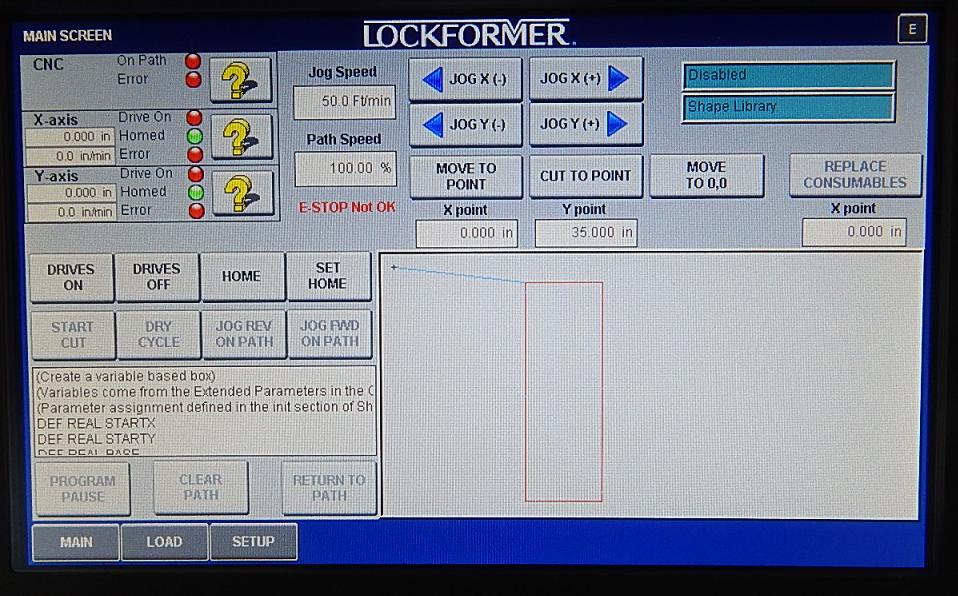 MAIN SCREEN
LOCKFORMER.
E
CNC
On Path
Error
X-axis
Drive On
0.000 in
Homed
0.0 in/min
Error
Y-axis
Drive On
0.000 in
Homed
0.0 in/min
Error
Jog Speed
50.0 Ft/min
Path Speed
100.00 %
E-STOP Not OK
JOG X (-)
JOG X (+)
JOG Y (-)
JOG Y (+)
Disabled
Shape Library
MOVE TO
POINT
CUT TO POINT
MOVE
TO 0,0
REPLACE
CONSUMABLES
X point
0.000 in
Y point
35.000 in
X point
0.000 in
DRIVES
ON
DRIVES
OFF
HOME
SET
HOME
START
CUT
DRY
CYCLE
JOG REV
ON PATH
JOG FWD
ON PATH
(Create a variable based box)
(Variables come from the Extended Parameters in the C
(Parameter assignment defined in the init section of Sh
DEF REAL STARTX
DEF REAL STARTY
DEF REAL
PROGRAM
PAUSE
CLEAR
PATH
RETURN TO
PATH
MAIN
LOAD
SETUP